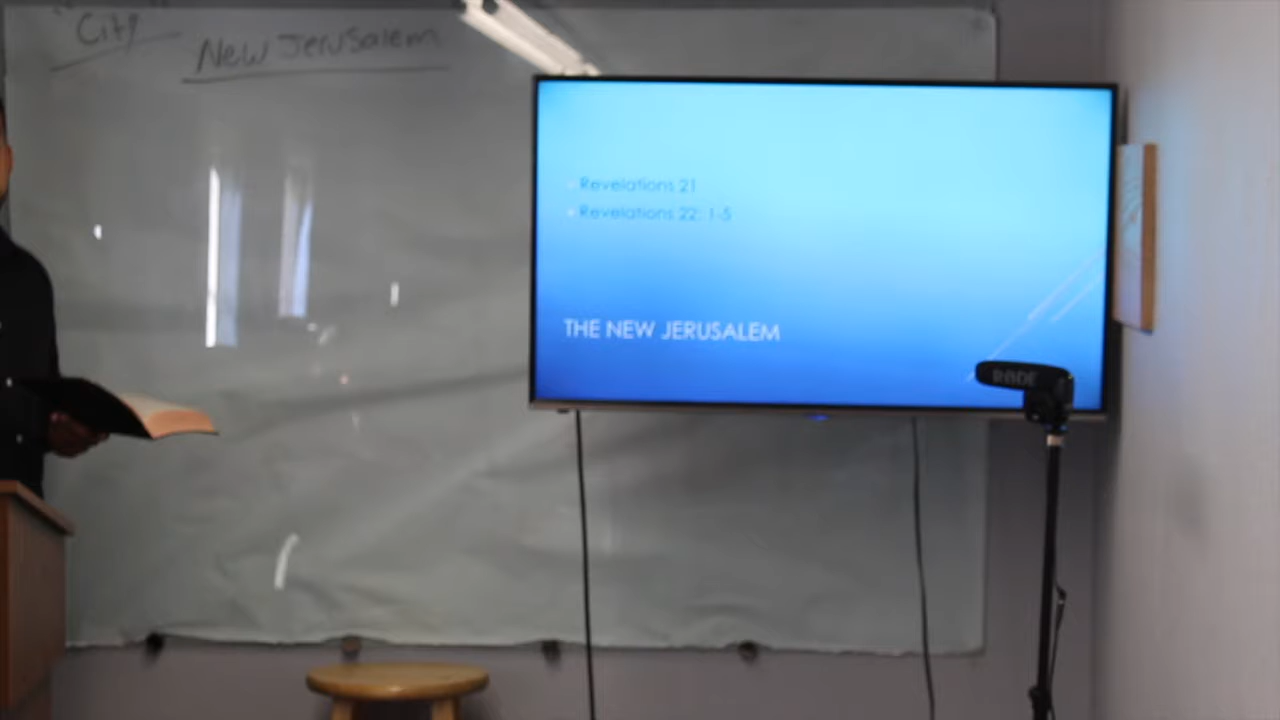 "City"
New Jerusalem
Revelations 21
Revelations 22: 1-5
THE NEW JERUSALEM
RØDE